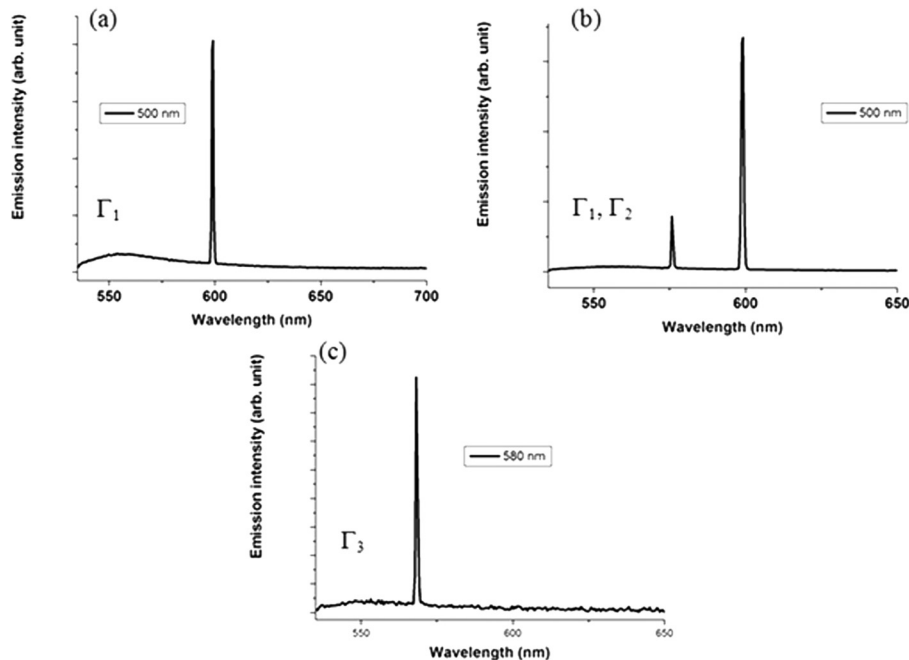 (a)
Emission intensity (arb. unit)
500 nm
Γ1
550 600 650 700
Wavelength (nm)
(b)
Emission intensity (arb. unit)
500 nm
Γ1, Γ2
550 600 650
Wavelength (nm)
(c)
Emission intensity (arb. unit)
580 nm
Γ3
550 600 650
Wavelength (nm)